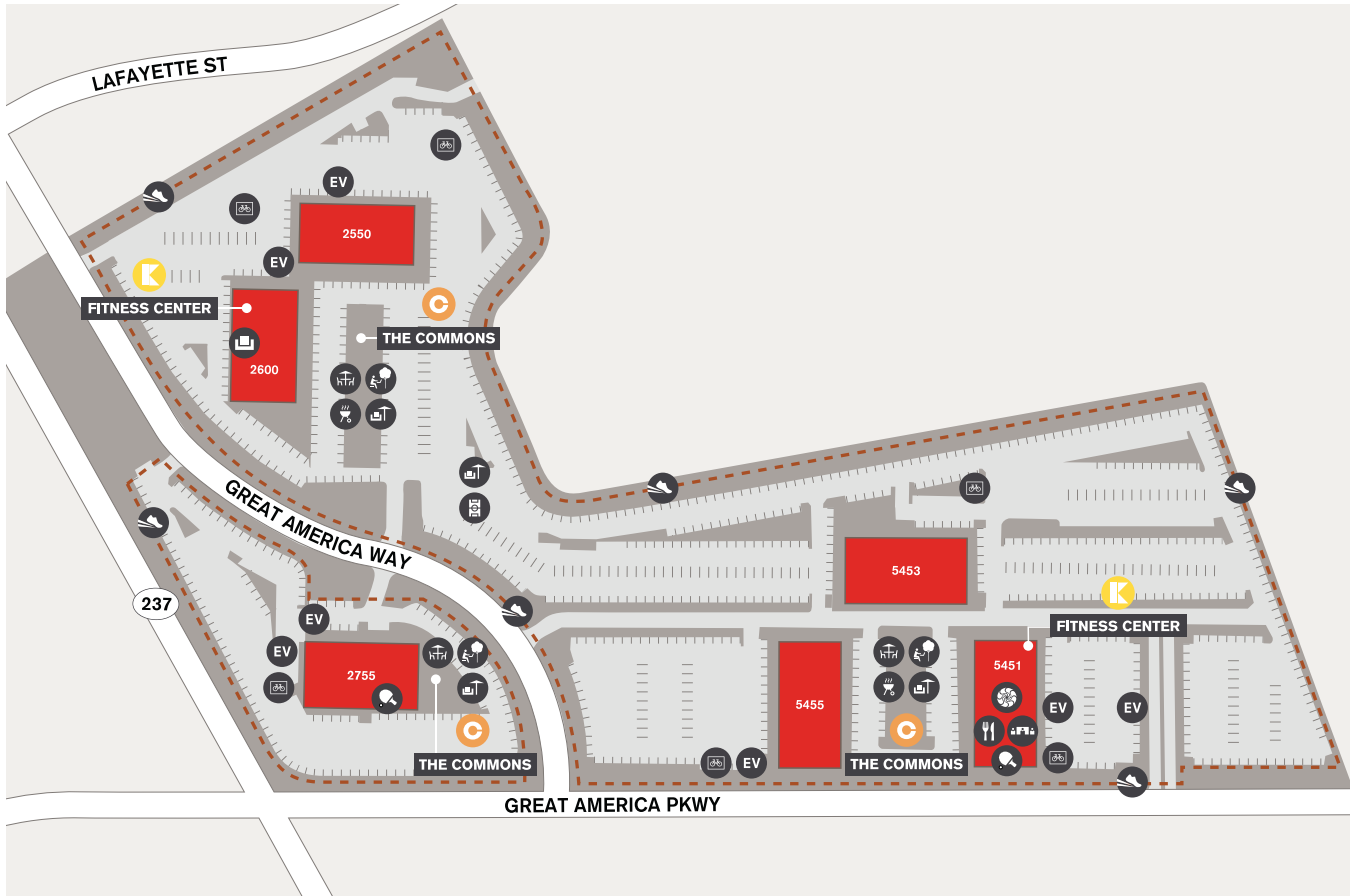 LAFAYETTE ST
EV
2550
EV
K
FITNESS CENTER
C
THE COMMONS
2600
GREAT AMERICA WAY
5453
237
K
EV
FITNESS CENTER
EV
2755
5451
5455
EV
EV
C
C
EV
THE COMMONS
THE COMMONS
GREAT AMERICA PKWY